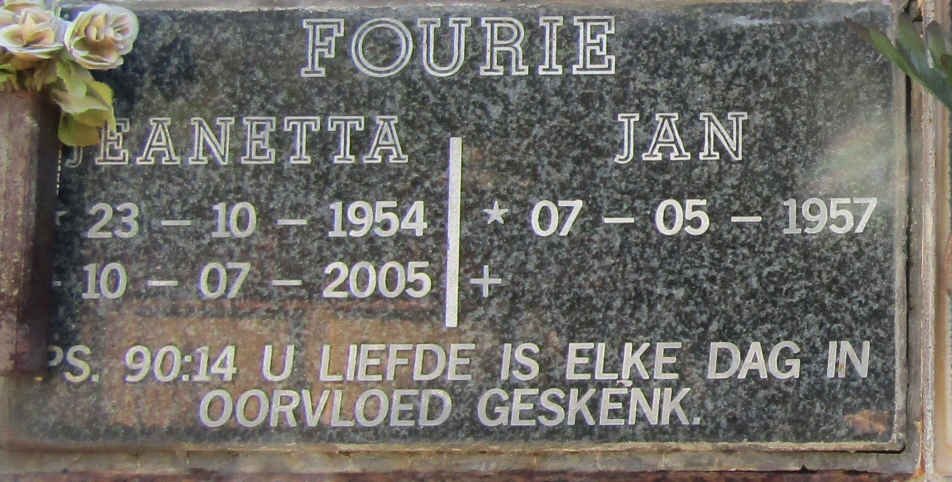 FOURIE
JEANETTA JAN
* 23 - 10 - 1954 * 07 - 05 - 1957
10 - 07 - 2005 +
PS. 90:14 U LIEFDE IS ELKE DAG IN
OORVLOED GESKENK.